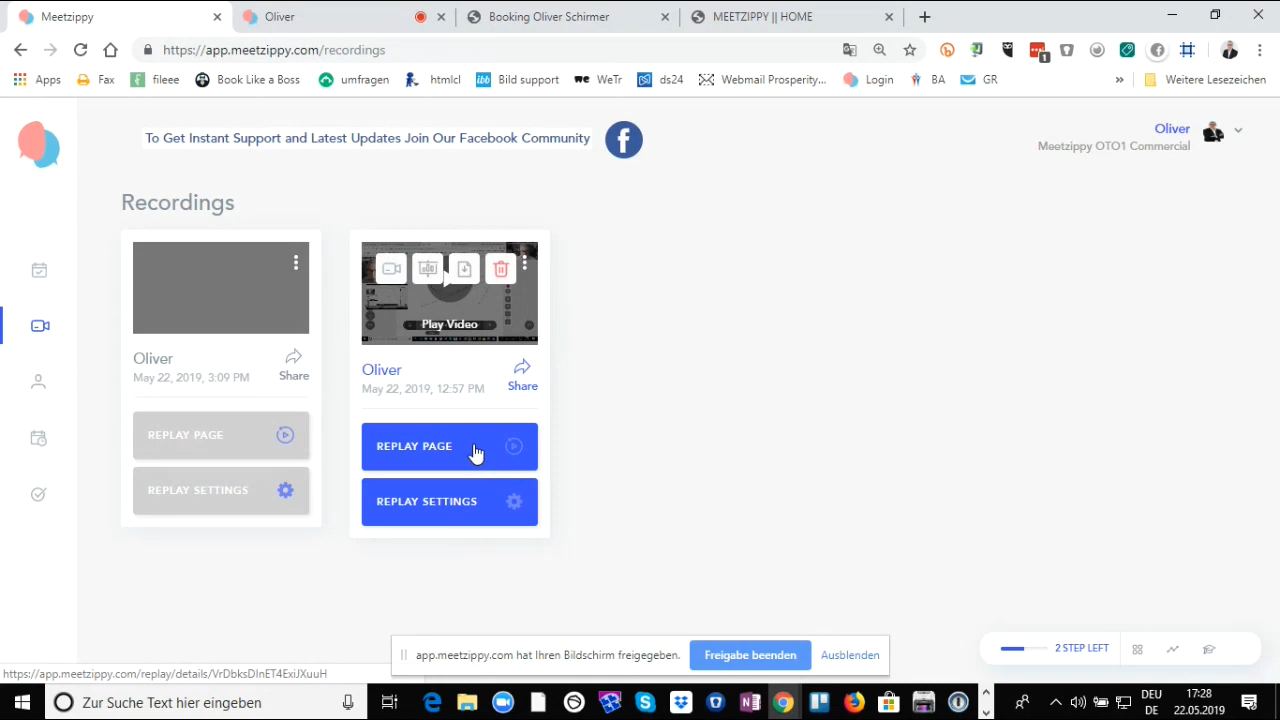 Meetzippy
Oliver
Booking Oliver Schirmer
MEETZIPPY || HOME
https://app.meetzippy.com/recordings
1
Apps
Fax
fileee
Book Like a Boss
umfragen
htmlcl
ibb
Bild support
WeTr
ds24
Webmail Prosperity...
Login
BA
GR
»
Weitere Lesezeichen
To Get Instant Support and Latest Updates Join Our Facebook Community
Oliver
Meetzippy OTO1 Commercial
Recordings
Play Video
Oliver
May 22, 2019, 3:09 PM
Share
Oliver
May 22, 2019, 12:57 PM
Share
REPLAY PAGE
REPLAY SETTINGS
REPLAY PAGE
REPLAY SETTINGS
app.meetzippy.com hat Ihren Bildschirm freigegeben.
Freigabe beenden
Ausblenden
2 STEP LEFT
https://app.meetzippy.com/replay/details/VrDbksDlnET4ExiJXuuH
Zur Suche Text hier eingeben
DEU
DE
17:28
22.05.2019